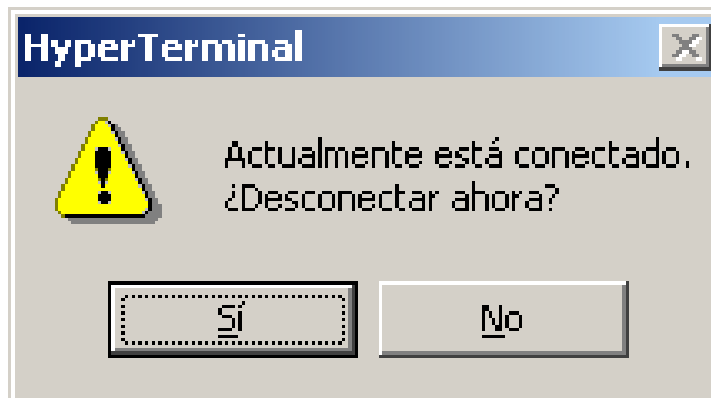 HyperTerminal
Actualmente está conectado.
¿Desconectar ahora?
Sí
No